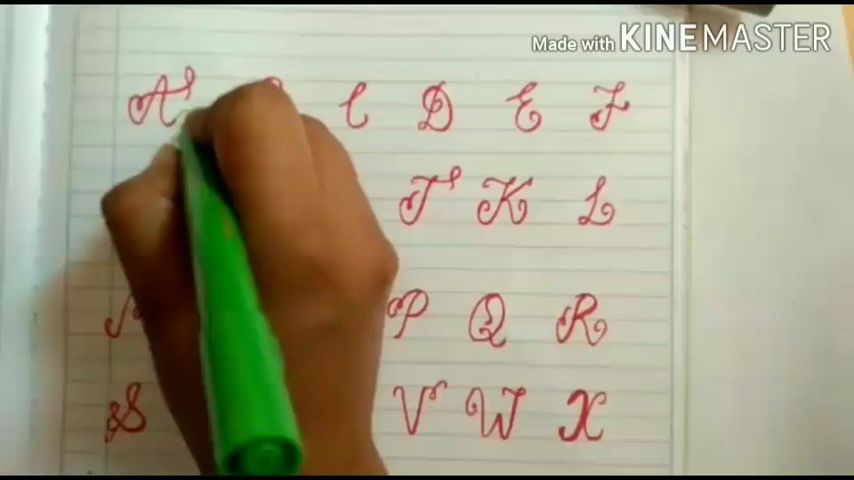 Made with KINEMASTER
A C D E F
J K L
P Q R
S V W X